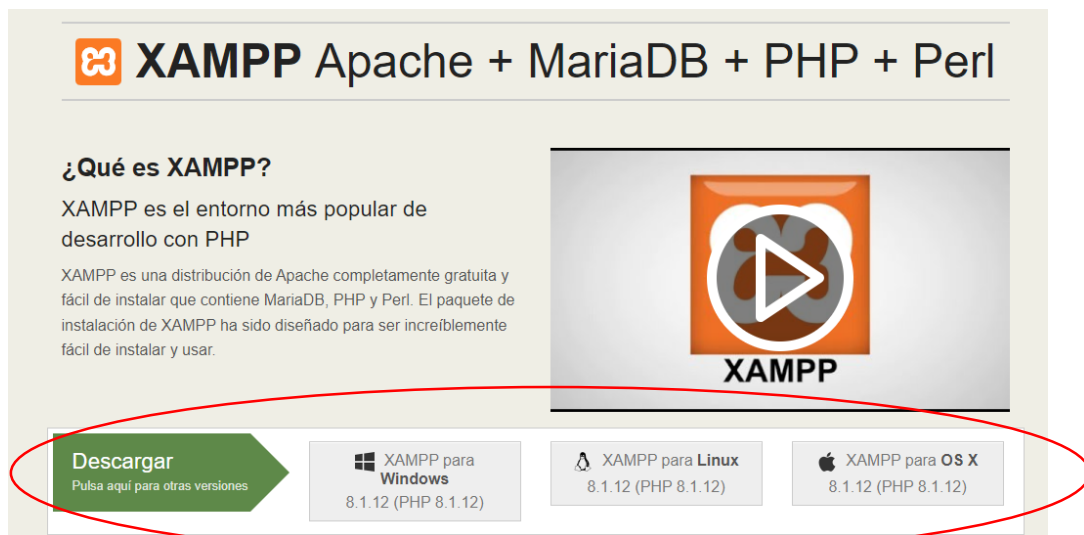 XAMPP Apache + MariaDB + PHP + Perl
¿Qué es XAMPP?
XAMPP es el entorno más popular de
desarrollo con PHP
XAMPP es una distribución de Apache completamente gratuita y
fácil de instalar que contiene MariaDB, PHP y Perl. El paquete de
instalación de XAMPP ha sido diseñado para ser increíblemente
fácil de instalar y usar.
XAMPP
Descargar
Pulsa aquí para otras versiones
XAMPP para
Windows
8.1.12 (PHP 8.1.12)
XAMPP para Linux
8.1.12 (PHP 8.1.12)
XAMPP para OS X
8.1.12 (PHP 8.1.12)